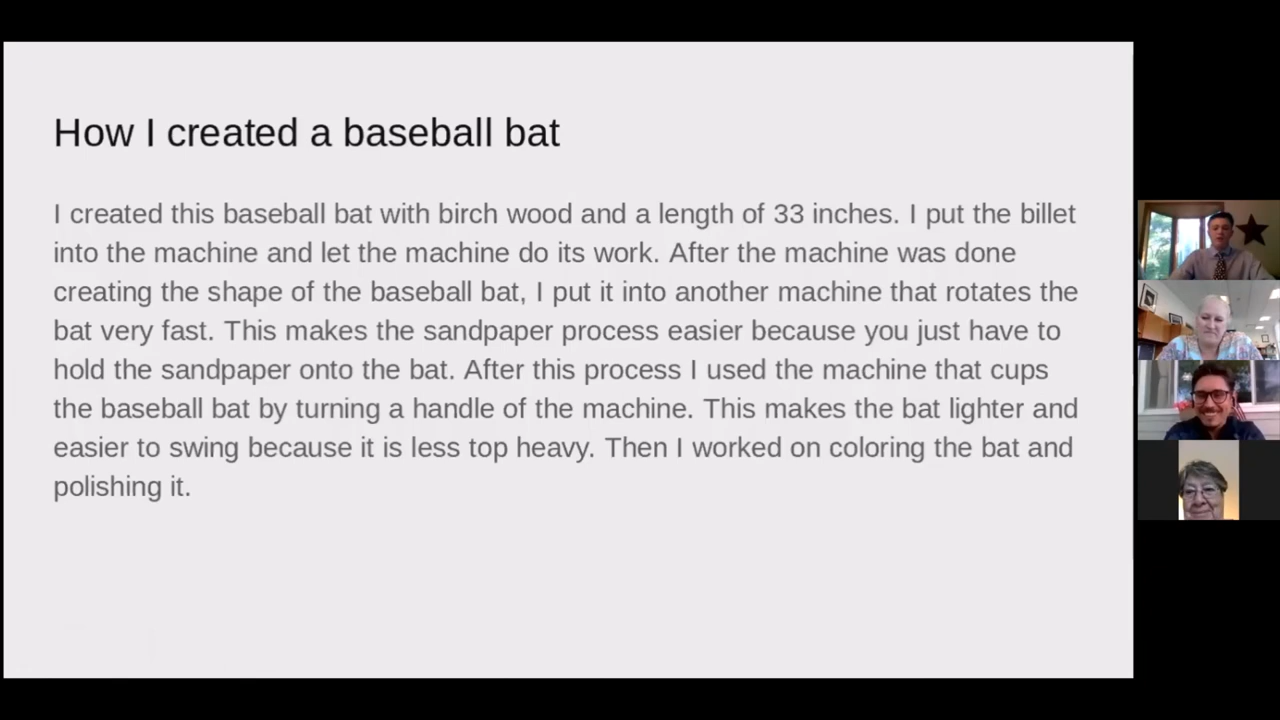 How I created a baseball bat
I created this baseball bat with birch wood and a length of 33 inches. I put the billet
into the machine and let the machine do its work. After the machine was done
creating the shape of the baseball bat, I put it into another machine that rotates the
bat very fast. This makes the sandpaper process easier because you just have to
hold the sandpaper onto the bat. After this process I used the machine that cups
the baseball bat by turning a handle of the machine. This makes the bat lighter and
easier to swing because it is less top heavy. Then I worked on coloring the bat and
polishing it.